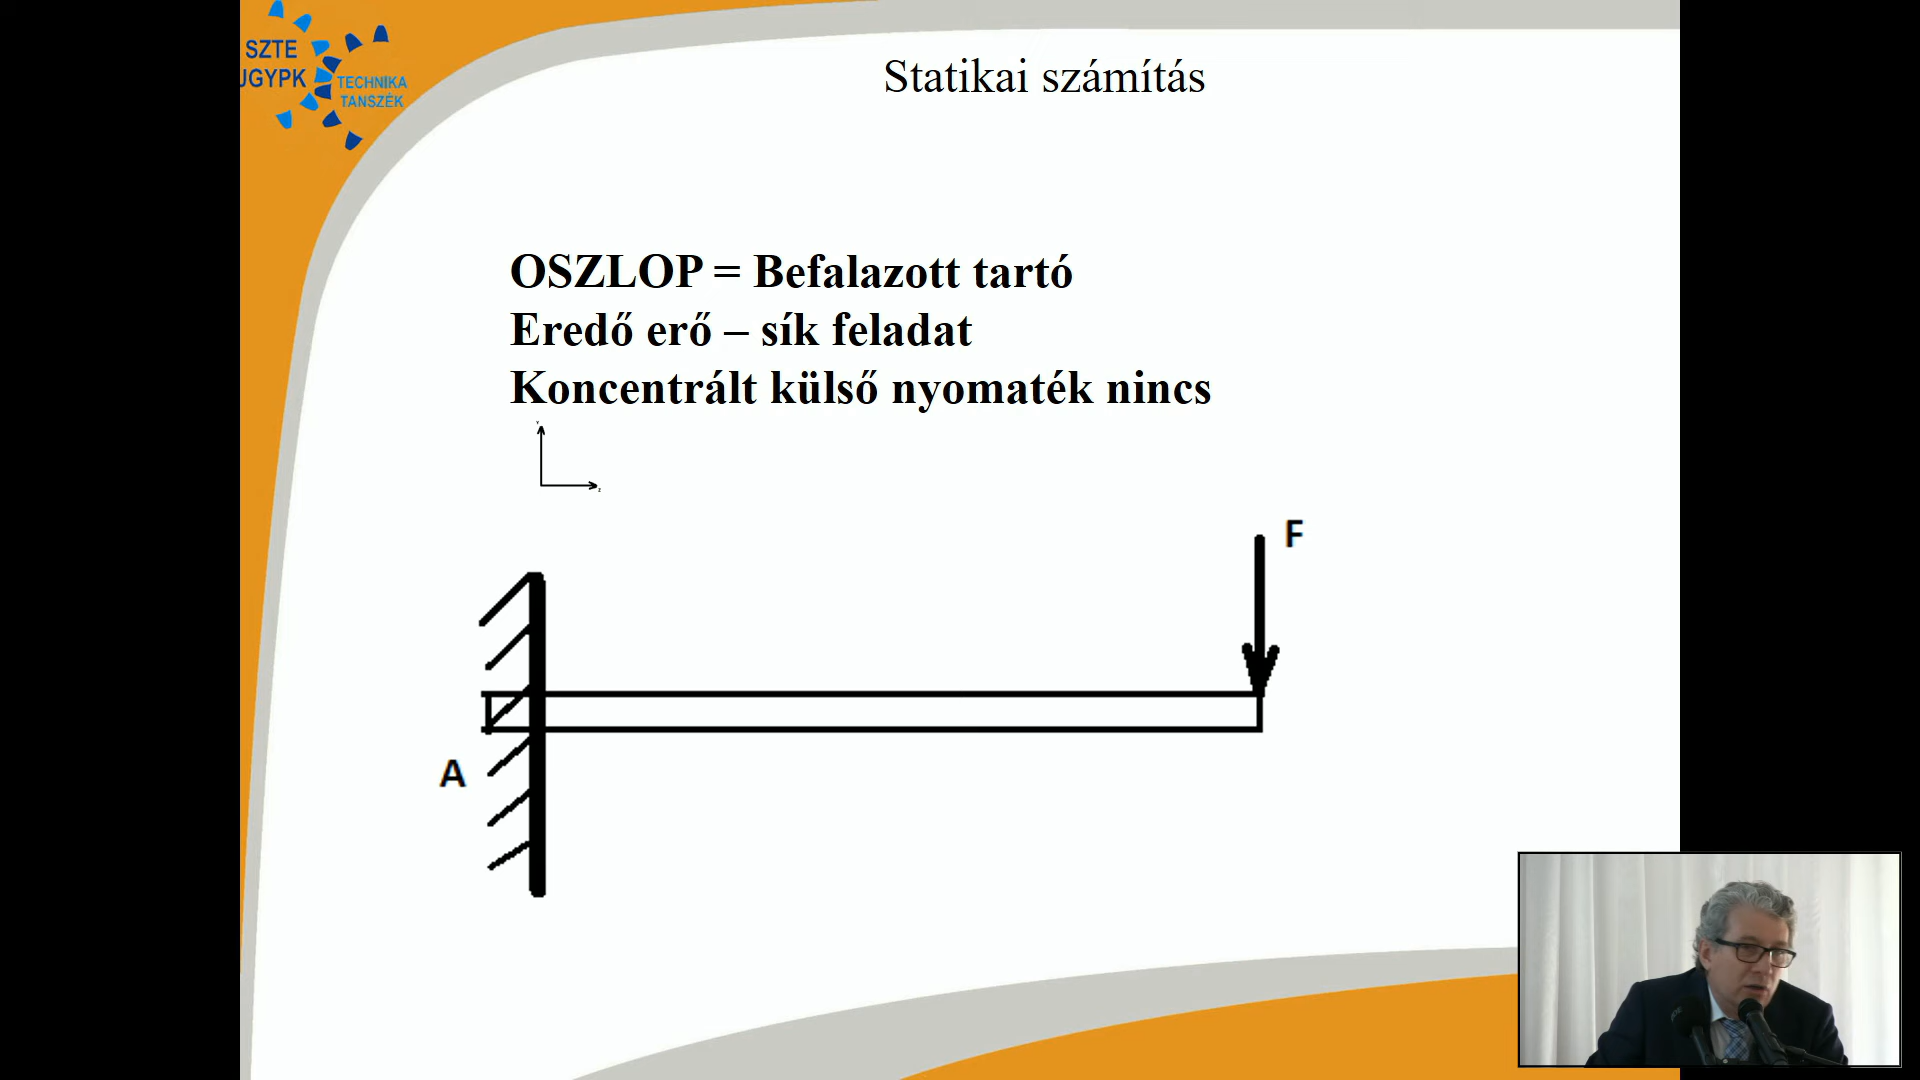 SZTE
JGYPK
TECHNIKA
TANSZÉK
Statikai számítás
OSZLOP = Befalazott tartó
Eredő erő – sík feladat
Koncentrált külső nyomaték nincs
F
A